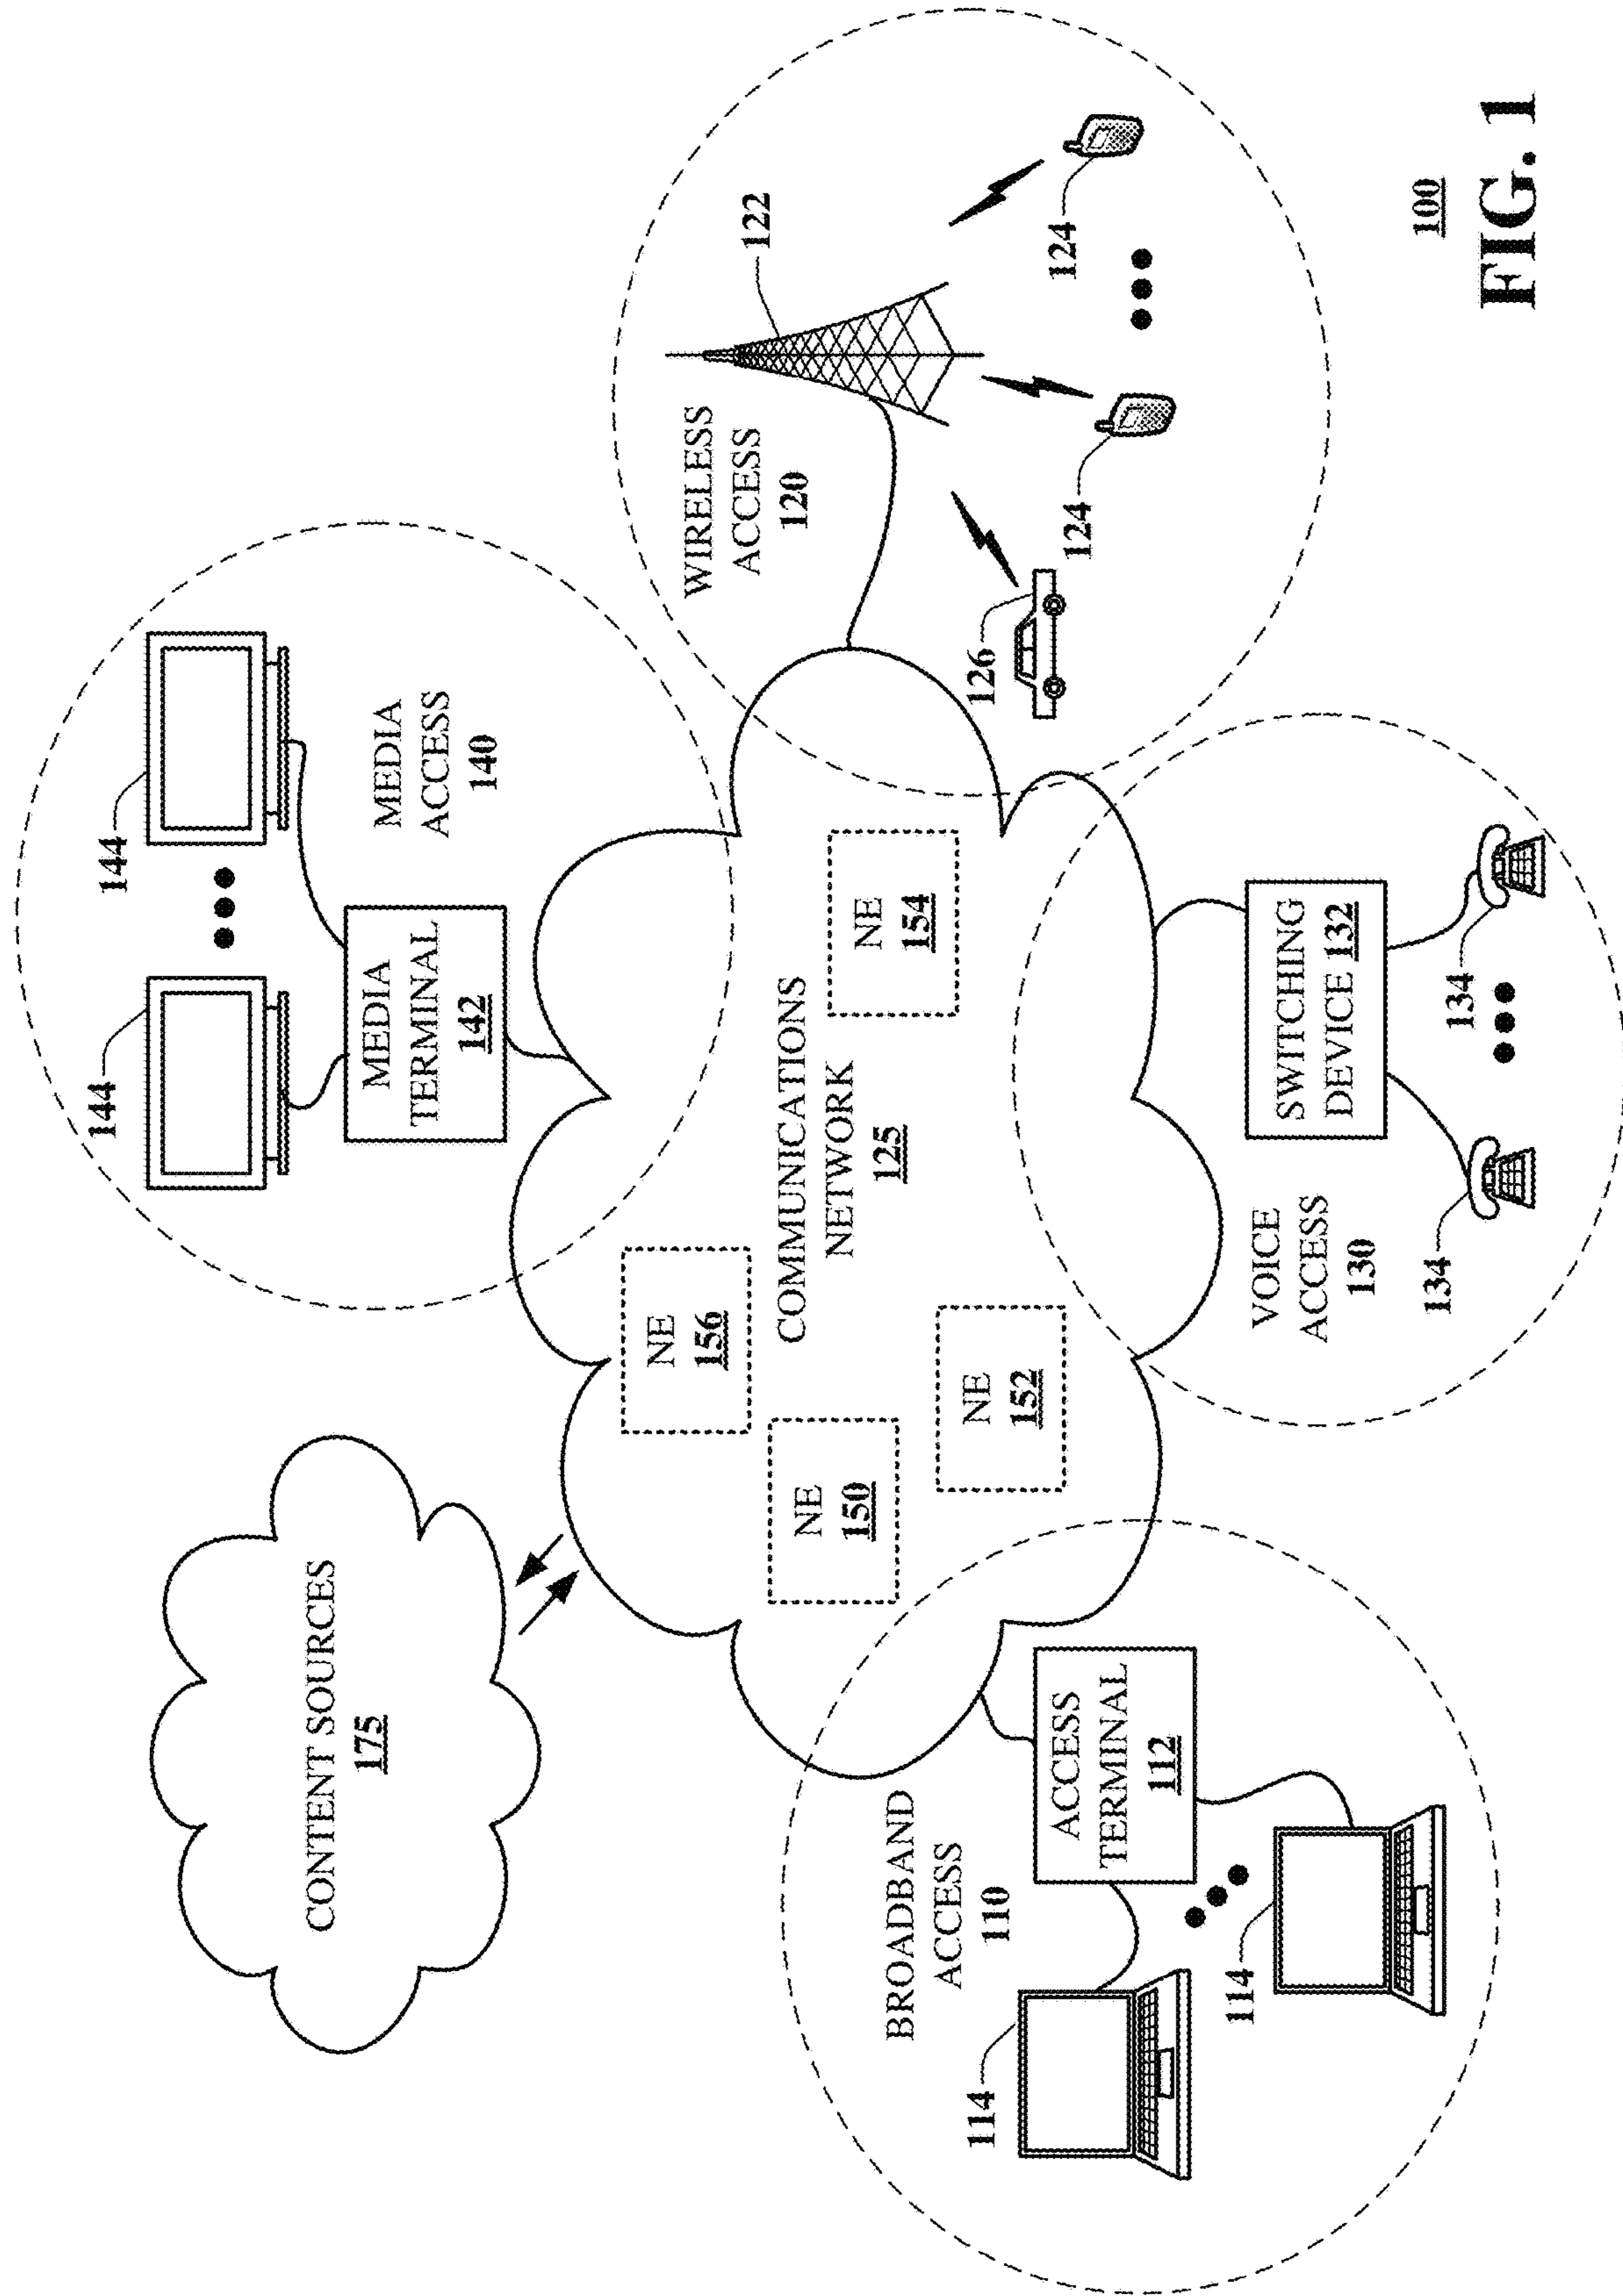 CONTENT SOURCES
175
144
144
MEDIA
TERMINAL
142
MEDIA
ACCESS
140
NE
156
NE
150
NE
152
COMMUNICATIONS
NETWORK
125
NE
154
WIRELESS
ACCESS
120
122
126
124
124
BROADBAND
ACCESS
110
ACCESS
TERMINAL
112
114
114
VOICE
ACCESS
130
SWITCHING
DEVICE 132
134
134
100
FIG. 1